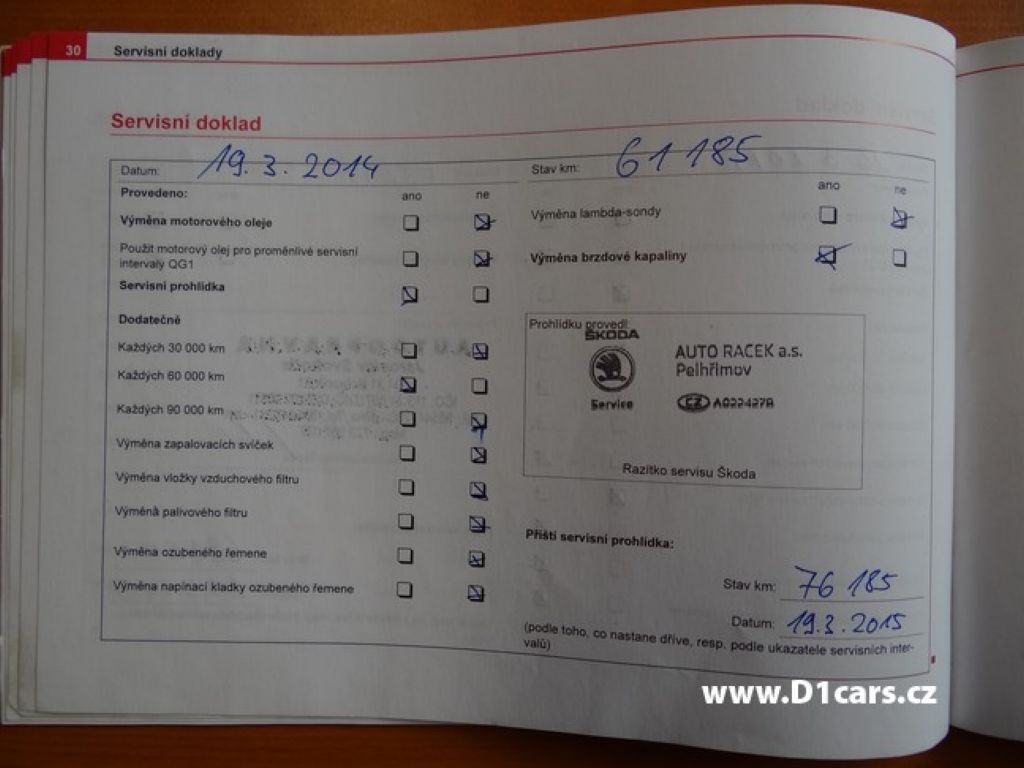 30 Servisní doklady
Servisní doklad
Datum: 19.3.2014
Provedeno: ano ne
Výměna motorového oleje
Použit motorový olej pro proměnlivé servisní
intervaly QG1
Servisní prohlídka
Dodatečně
Každých 30 000 km
Každých 60 000 km
Každých 90 000 km
Výměna zapalovacích svíček
Výměna vložky vzduchového filtru
Výměna palivového filtru
Výměna ozubeného řemene
Výměna napínací kladky ozubeného řemene
Stav km: 61 185
ano ne
Výměna lambda-sondy
Výměna brzdové kapaliny
Prohlídku provedl:
ŠKODA
Service
AUTO RACEK a.s.
Pelhřimov
CZ A022427B
Razítko servisu Škoda
Příští servisní prohlídka:
Stav km: 76 185
Datum: 19.3.2015
(podle toho, co nastane dříve, resp. podle ukazatele servisních inter-
valů)
www.D1cars.cz